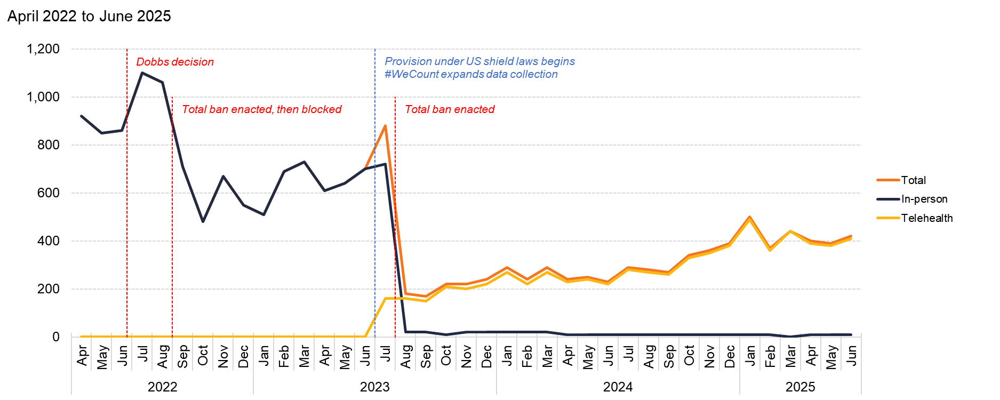 April 2022 to June 2025
1,200
1,000
800
600
400
200
0
Dobbs decision
Total ban enacted, then blocked
Provision under US shield laws begins
#WeCount expands data collection
Total ban enacted
Total
In-person
Telehealth
Apr May Jun Jul Aug Sep Oct Nov Dec Jan Feb Mar Apr May Jun Jul Aug Sep Oct Nov Dec Jan Feb Mar Apr May Jun Jul Aug Sep Oct Nov Dec Jan Feb Mar Apr May Jun
2022 2023 2024 2025